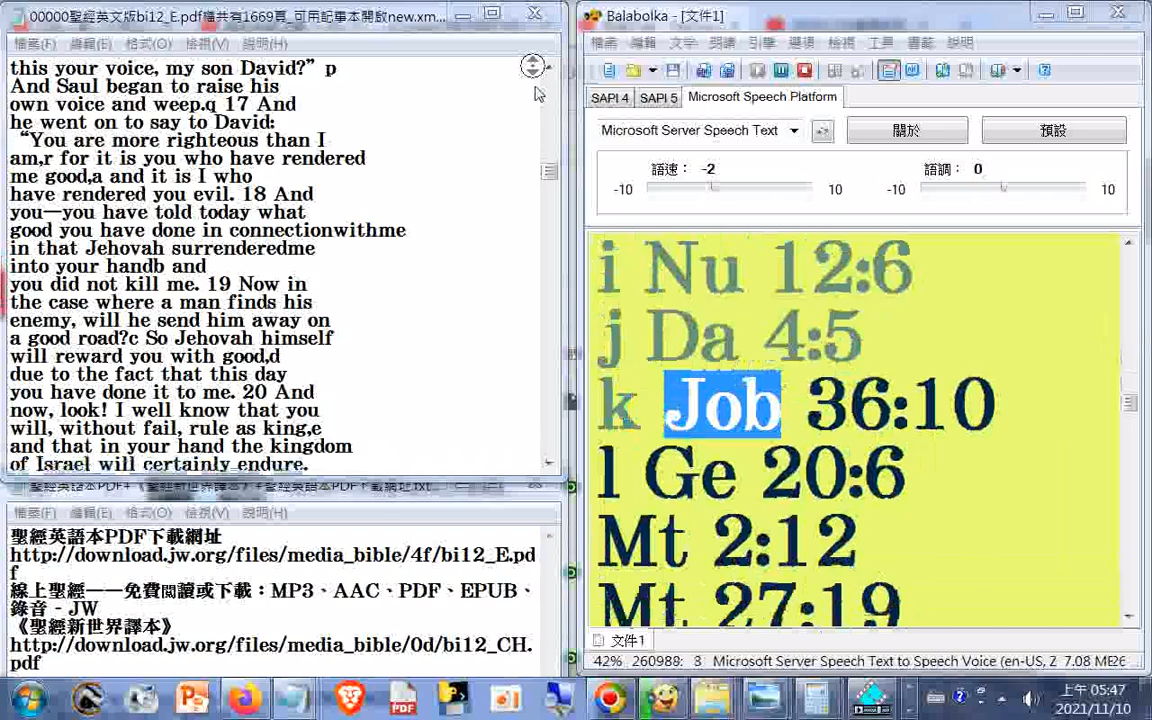 00000聖經英文版bi12_E.pdf檔共有1669頁_可用記事本開啟new.xm...
檔案(F) 編輯(E) 格式(O) 檢視(V) 說明(H)
this your voice, my son David?” p
And Saul began to raise his
own voice and weep.q 17 And
he went on to say to David:
“You are more righteous than I
am,r for it is you who have rendered
me good,a and it is I who
have rendered you evil. 18 And
you—you have told today what
good you have done in connectionwithme
in that Jehovah surrenderedme
into your handb and
you did not kill me. 19 Now in
the case where a man finds his
enemy, will he send him away on
a good road?c So Jehovah himself
will reward you with good,d
due to the fact that this day
you have done it to me. 20 And
now, look! I well know that you
will, without fail, rule as king,e
and that in your hand the kingdom
of Israel will certainly endure.
檔案(F) 編輯(E) 格式(O) 檢視(V) 說明(H)
聖經英語本PDF下載網址
http://download.jw.org/files/media_bible/4f/bi12_E.pd
f
線上聖經——免費閱讀或下載：MP3、AAC、PDF、EPUB、
錄音 - JW
《聖經新世界譯本》
http://download.jw.org/files/media_bible/0d/bi12_CH.
pdf
Balabolka - [文件1]
檔案 編輯 文字 朗讀 引擎 選項 檢視 工具 書籤 說明
SAPI 4 SAPI 5 Microsoft Speech Platform
Microsoft Server Speech Text 關於 預設
語速： -2 語調： 0
-10 10 -10 10
i Nu 12:6
j Da 4:5
k Job 36:10
l Ge 20:6
Mt 2:12
Mt 27:19
文件1
42% 260988: 8 Microsoft Server Speech Text to Speech Voice (en-US, Z 7.08 ME26
上午 05:47
2021/11/10